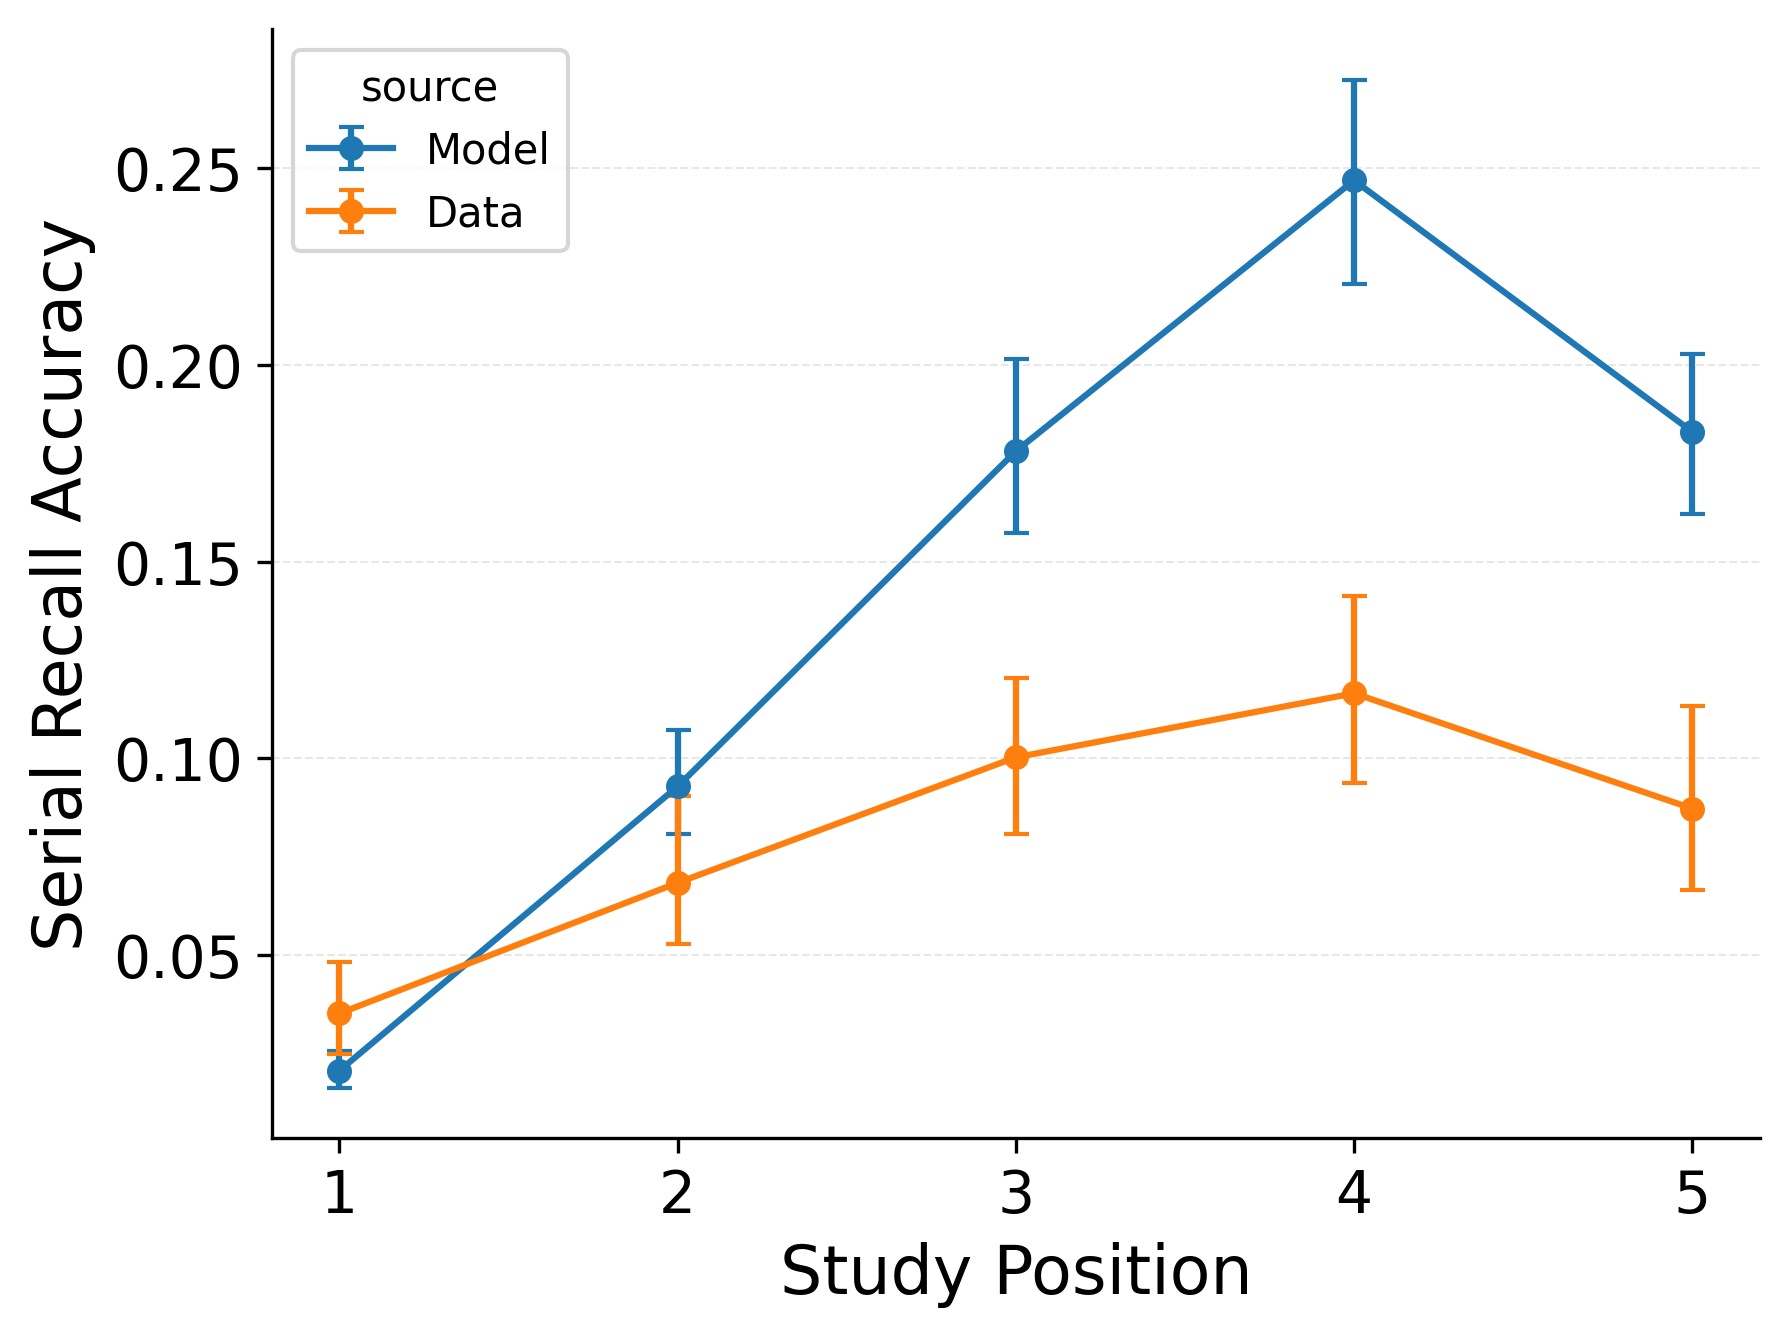 source
Model
Data
0.25
0.20
0.15
0.10
0.05
Serial Recall Accuracy
1 2 3 4 5
Study Position